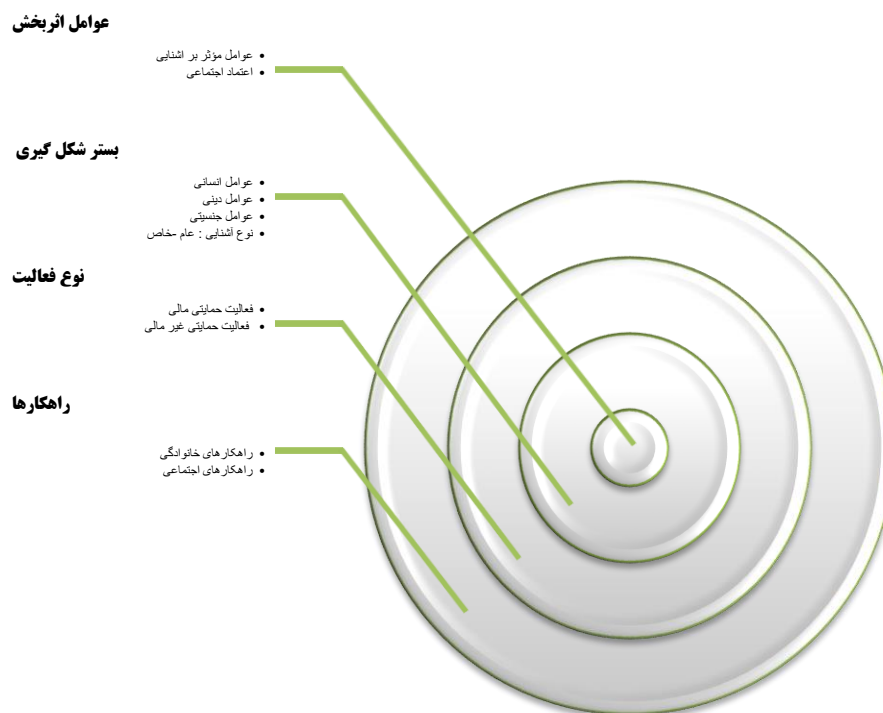 عوامل اثربخش
عوامل مؤثر بر اشنایی
اعتماد اجتماعی
بستر شکل گیری
عوامل انسانی
عوامل دینی
عوامل جنسیتی
نوع آشنایی : عام -خاص
نوع فعالیت
فعالیت حمایتی مالی
فعالیت حمایتی غیر مالی
راهکارها
راهکارهای خانوادگی
راهکارهای اجتماعی